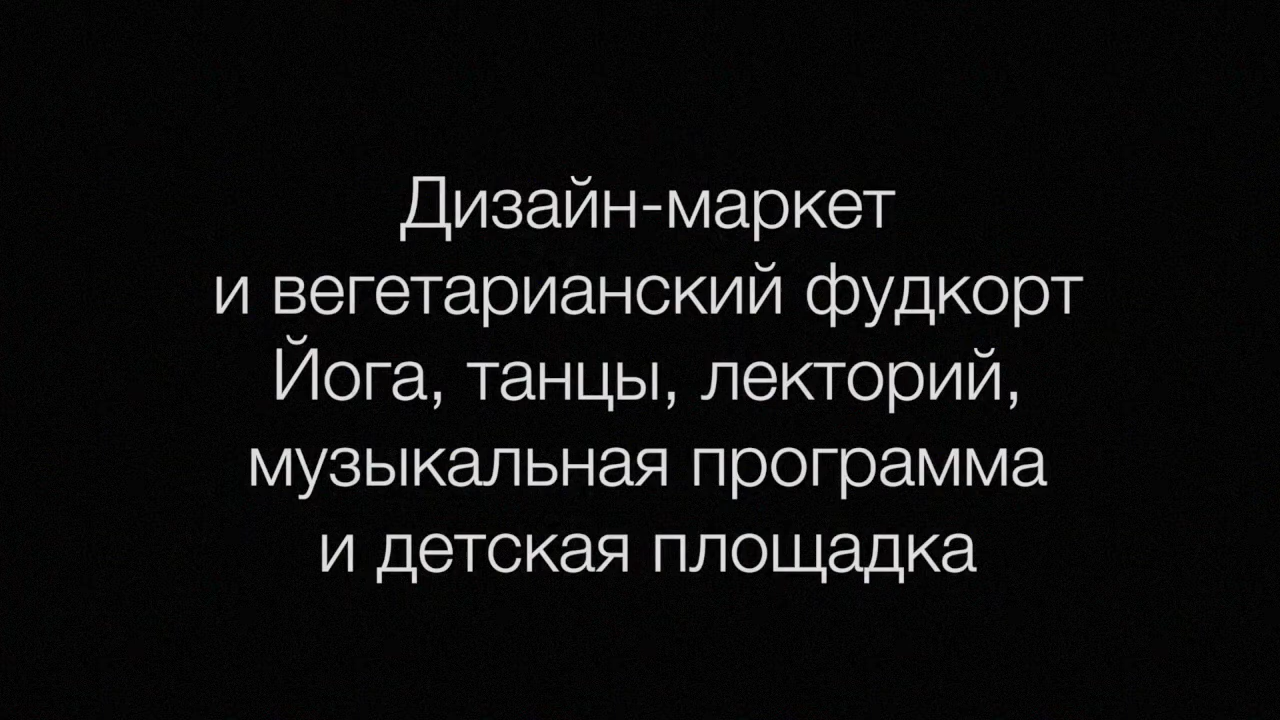 Дизайн-маркет
и вегетарианский фудкорт
Йога, танцы, лекторий,
музыкальная программа
и детская площадка